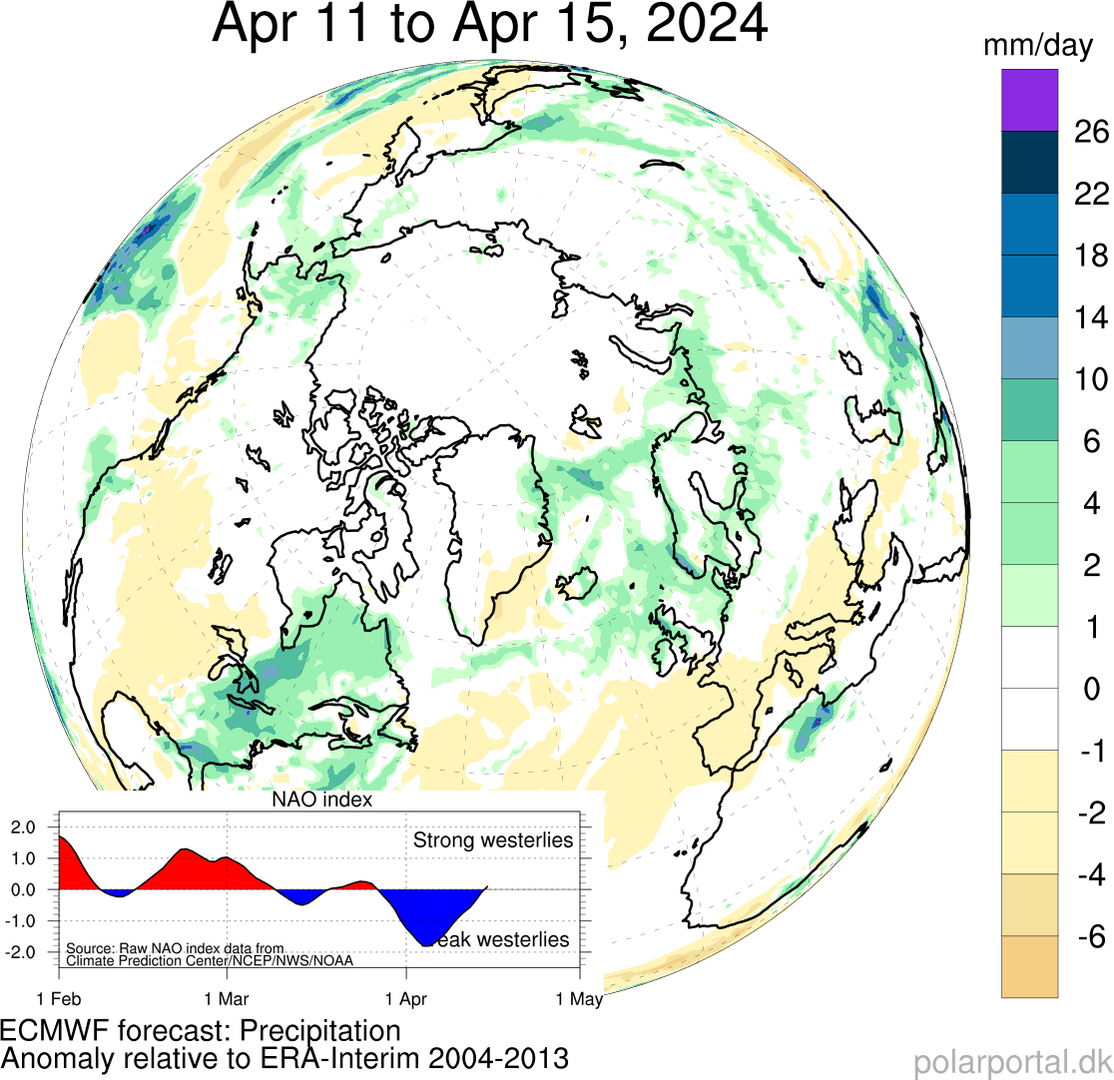 Apr 11 to Apr 15, 2024
mm/day
26
22
18
14
10
6
4
2
1
0
-1
-2
-4
-6
NAO index
2.0
1.0
0.0
-1.0
-2.0
Strong westerlies
eak westerlies
Source: Raw NAO index data from
Climate Prediction Center/NCEP/NWS/NOAA
1 Feb 1 Mar 1 Apr 1 May
ECMWF forecast: Precipitation
Anomaly relative to ERA-Interim 2004-2013
polarportal.dk